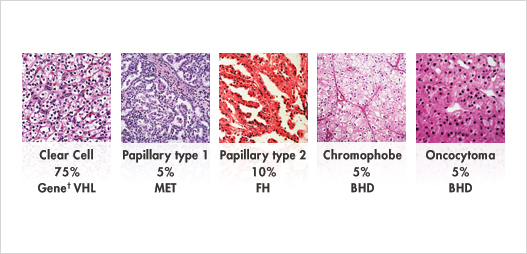 Clear Cell
75%
Gene† VHL
Papillary type 1
5%
MET
Papillary type 2
10%
FH
Chromophobe
5%
BHD
Oncocytoma
5%
BHD